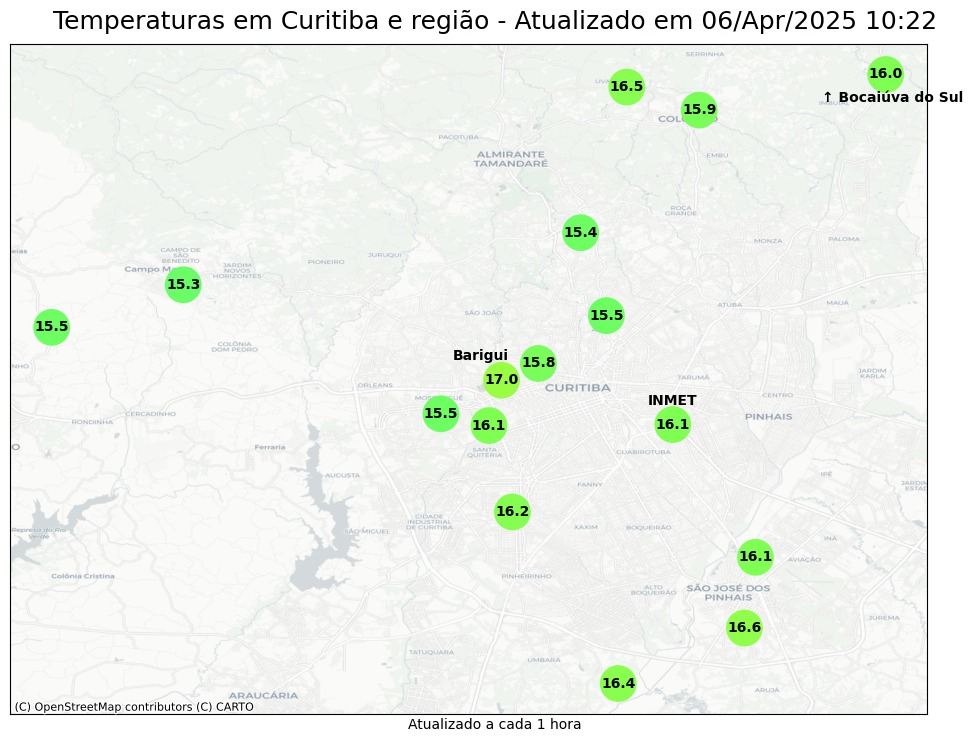 Temperaturas em Curitiba e região - Atualizado em 06/Apr/2025 10:22
SERRINHA
16.0
16.5
↑ Bocaiúva do Sul
15.9
PACOTUBA
ALMIRANTE
TAMANDARÉ
EMBU
ROÇA
GRANDE
15.4
MONZA
PALOMA
CAMPO DE
SÃO
BENEDITO
JURUQUI
PIONEIRO
JARDIM
NOVOS
HORIZONTES
Campo
15.3
ATUBA
MAUÁ
SÃO JOÃO
15.5
15.5
COLÔNIA
DOM PEDRO
Barigui
15.8
17.0
JARDIM
KARLA
TARUMÃ
ORLEANS
CURITIBA
CENTRO
INMET
CERCADINHO
RONDINHA
15.5
16.1
16.1
PINHAIS
Ferraria
SANTA
QUITÉRIA
GUABIROTUBA
AUGUSTA
IPÊ
FANNY
16.2
CIDADE
INDUSTRIAL
DE CURITIBA
SÃO MIGUEL
XAXIM
BOQUEIRÃO
Represa do Rio
Verde
INÁ
16.1
AVIAÇÃO
Colônia Cristina
PINHEIRINHO
ALTO
BOQUEIRÃO
SÃO JOSÉ DOS
PINHAIS
JUREMA
16.6
TATUQUARA
UMBARÁ
16.4
ARUJÁ
ARAUCÁRIA
(C) OpenStreetMap contributors (C) CARTO
Atualizado a cada 1 hora